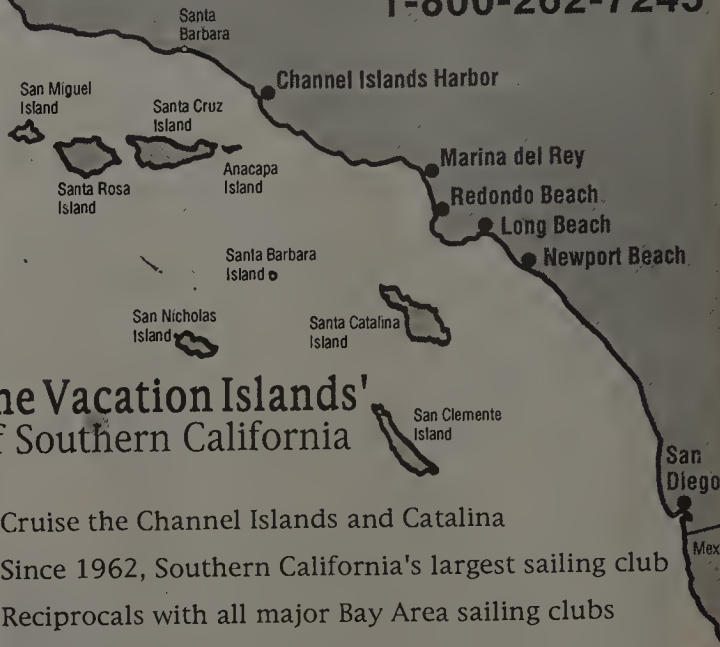 Santa
Barbara
Channel Islands Harbor
San Miguel
Island
Santa Cruz
Island
Marina del Rey
Anacapa
Island
Santa Rosa
Island
Redondo Beach
Long Beach
Santa Barbara
Island
Newport Beach
San Nicholas
Island
Santa Catalina
Island
Vacation Islands'
San Clemente
Island
Southern California
San
Diego
Cruise the Channel Islands and Catalina
Since 1962, Southern California's largest sailing club
Reciprocals with all major Bay Area sailing clubs